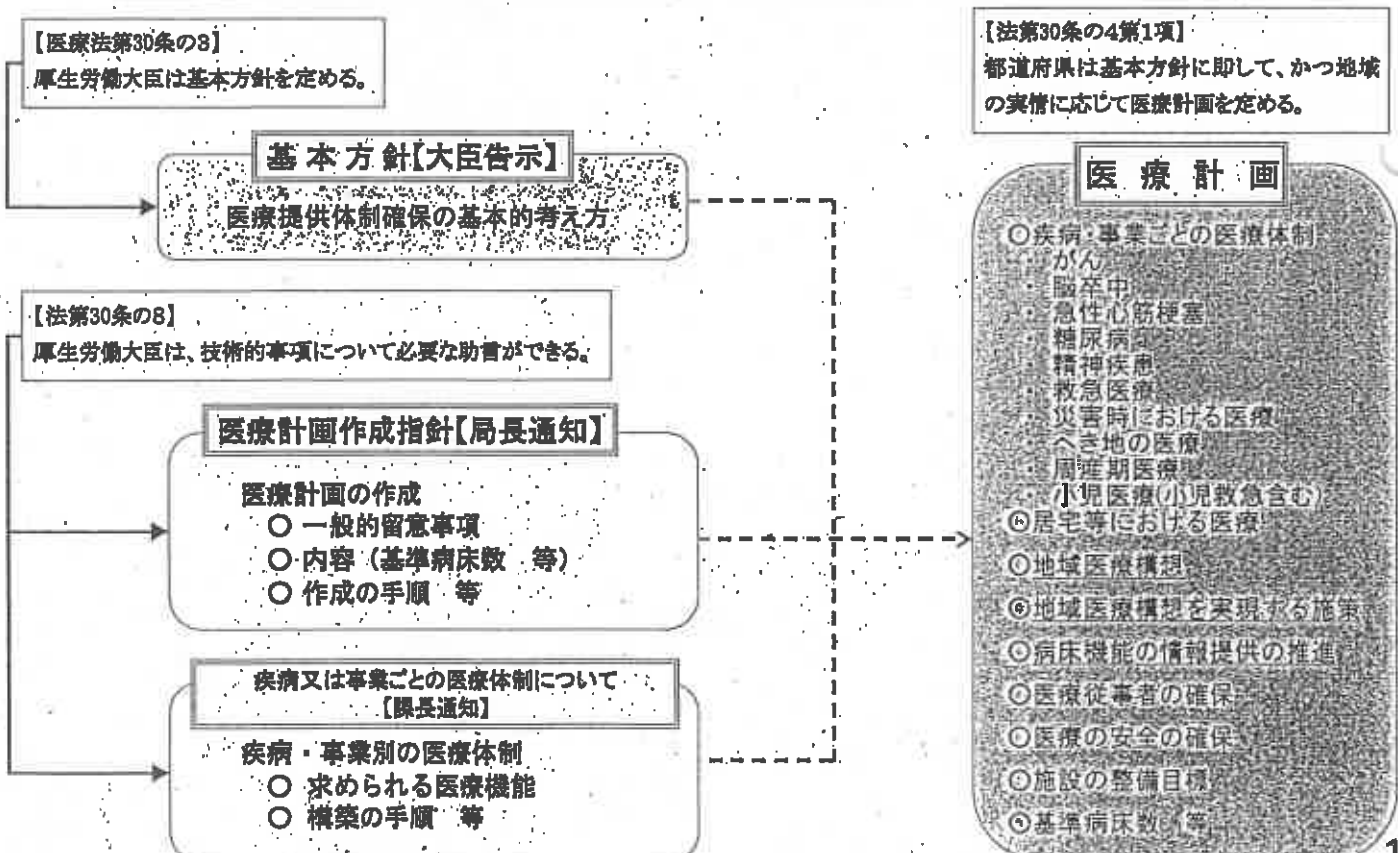 【医療法第30条の3】
厚生労働大臣は基本方針を定める。
基本方針【大臣告示】
医療提供体制確保の基本的考え方
【法第30条の8】
厚生労働大臣は、技術的事項について必要な助言ができる。
医療計画作成指針【局長通知】
医療計画の作成
○ 一般的留意事項
○ 内容(基準病床数 等)
○ 作成の手順 等
疾病又は事業ごとの医療体制について
【課長通知】
疾病・事業別の医療体制
○ 求められる医療機能
○ 構築の手順 等
【法第30条の4第1項】
都道府県は基本方針に即して、かつ地域
の実情に応じて医療計画を定める。
医療計画
○疾病・事業ごとの医療体制
・ がん
・ 脳卒中
・ 急性心筋梗塞
・ 糖尿病
・ 精神疾患
・ 救急医療
・ 災害時における医療
・ へき地の医療
・ 周産期医療
・ 小児医療(小児救急含む)
○居宅等における医療
○地域医療構想
○地域医療構想を実現する施策
○病床機能の情報提供の推進
○医療従事者の確保
○医療の安全の確保
○施設の整備目標
○基準病床数 等
11
1